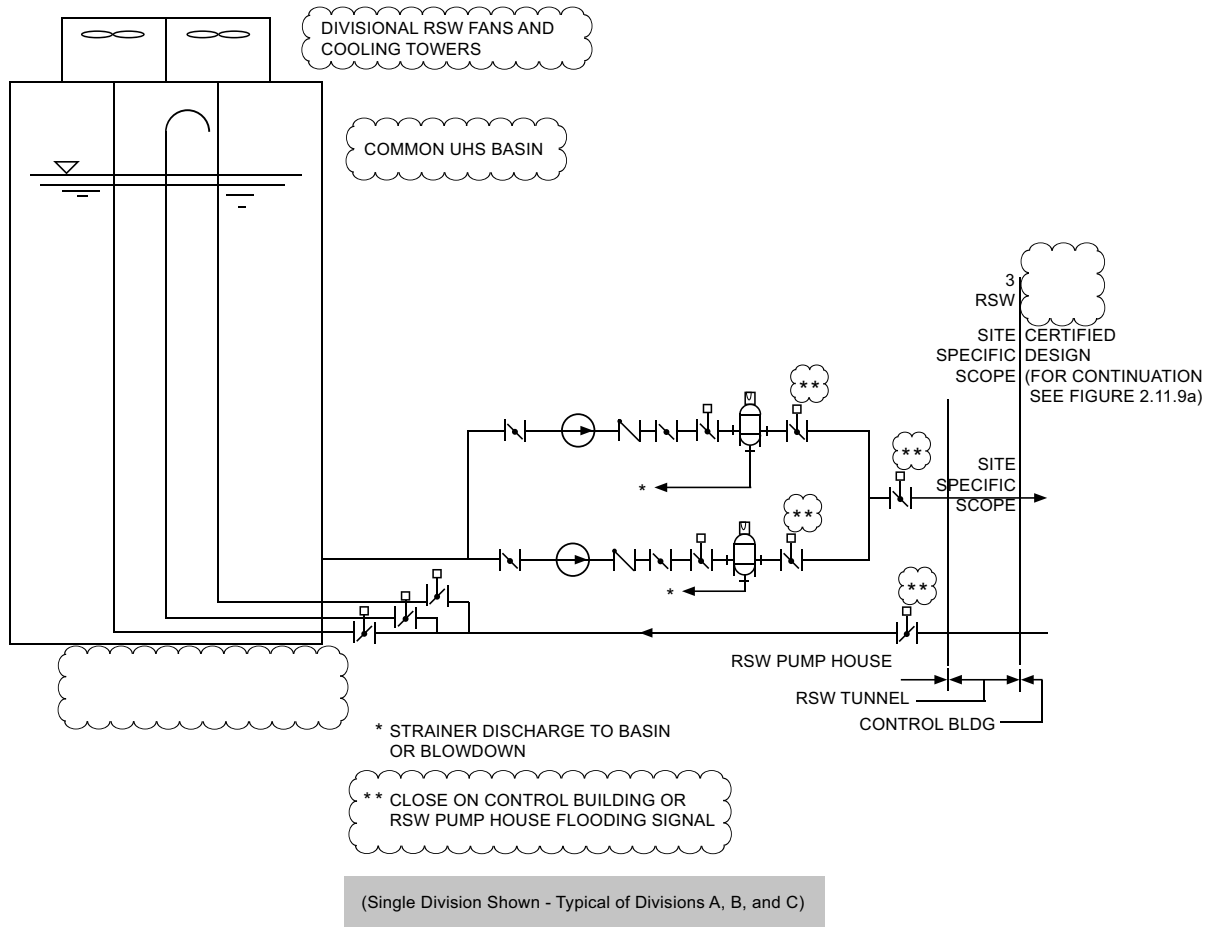 DIVISIONAL RSW FANS AND
COOLING TOWERS
COMMON UHS BASIN
3
RSW
SITE
SPECIFIC
SCOPE
CERTIFIED
DESIGN
(FOR CONTINUATION
SEE FIGURE 2.11.9a)
**
**
SITE
SPECIFIC
SCOPE
*
**
*
**
RSW PUMP HOUSE
RSW TUNNEL
CONTROL BLDG
* STRAINER DISCHARGE TO BASIN
OR BLOWDOWN
** CLOSE ON CONTROL BUILDING OR
RSW PUMP HOUSE FLOODING SIGNAL
(Single Division Shown - Typical of Divisions A, B, and C)